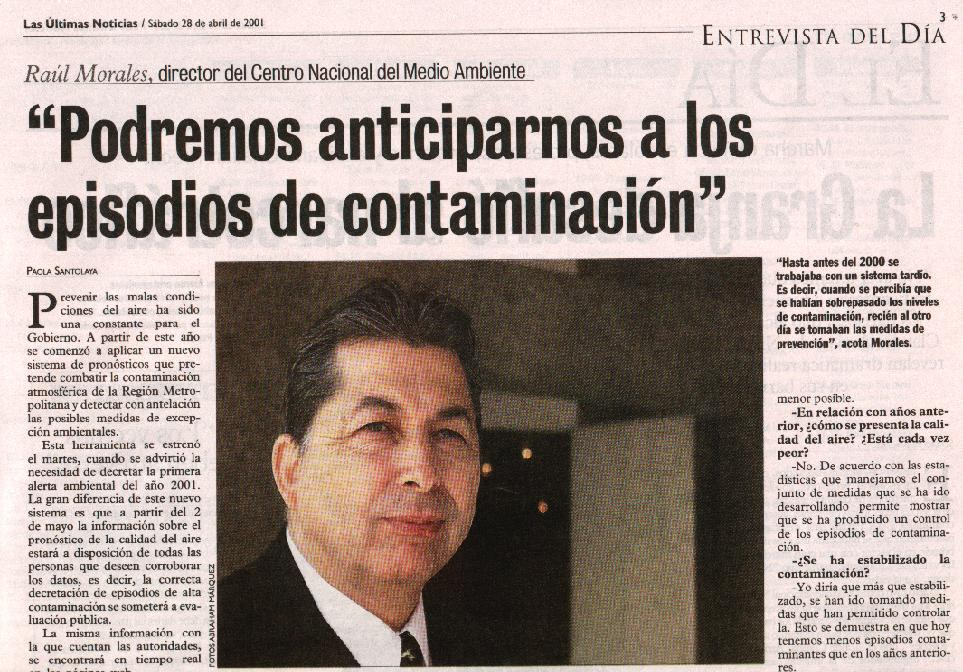 Las Últimas Noticias / Sábado 28 de abril de 2001
3
ENTREVISTA DEL DÍA
Raúl Morales, director del Centro Nacional del Medio Ambiente
“Podremos anticiparnos a los
episodios de contaminación”
PAOLA SANTCLAYA
Prevenir las malas condi-
ciones del aire ha sido
una constante para el
Gobierno. A partir de este año
se comenzó a aplicar un nuevo
sistema de pronósticos que pre-
tende combatir la contaminación
atmosférica de la Región Metro-
politana y detectar con antelación
las posibles medidas de excep-
ción ambientales.
Esta herramienta se estrenó
el martes, cuando se advirtió la
necesidad de decretar la primera
alerta ambiental del año 2001.
La gran diferencia de este nuevo
sistema es que a partir del 2
de mayo la información sobre el
pronóstico de la calidad del aire
estará a disposición de todas las
personas que deseen corroborar
los datos, es decir, la correcta
decretación de episodios de alta
contaminación se someterá a eva-
luación pública.
La misma información con
la que cuentan las autoridades,
se encontrará en tiempo real
en las páginas web
FOTOS ABRAHAM MÁRQUEZ
“Hasta antes del 2000 se
trabajaba con un sistema tardío.
Es decir, cuando se percibía que
se habían sobrepasado los niveles
de contaminación, recién al otro
día se tomaban las medidas de
prevención”, acota Morales.
menor posible.
-En relación con años ante-
rior, ¿cómo se presenta la cali-
dad del aire? ¿Está cada vez
peor?
-No. De acuerdo con las esta-
dísticas que manejamos el con-
junto de medidas que se ha ido
desarrollando permite mostrar
que se ha producido un control
de los episodios de contamina-
ción.
-¿Se ha estabilizado la
contaminación?
-Yo diría que más que estabili-
zado, se han ido tomando medi-
das que han permitido controlar
la. Esto se demuestra en que hoy
tenemos menos episodios conta-
minantes que en los años anterio-
res.